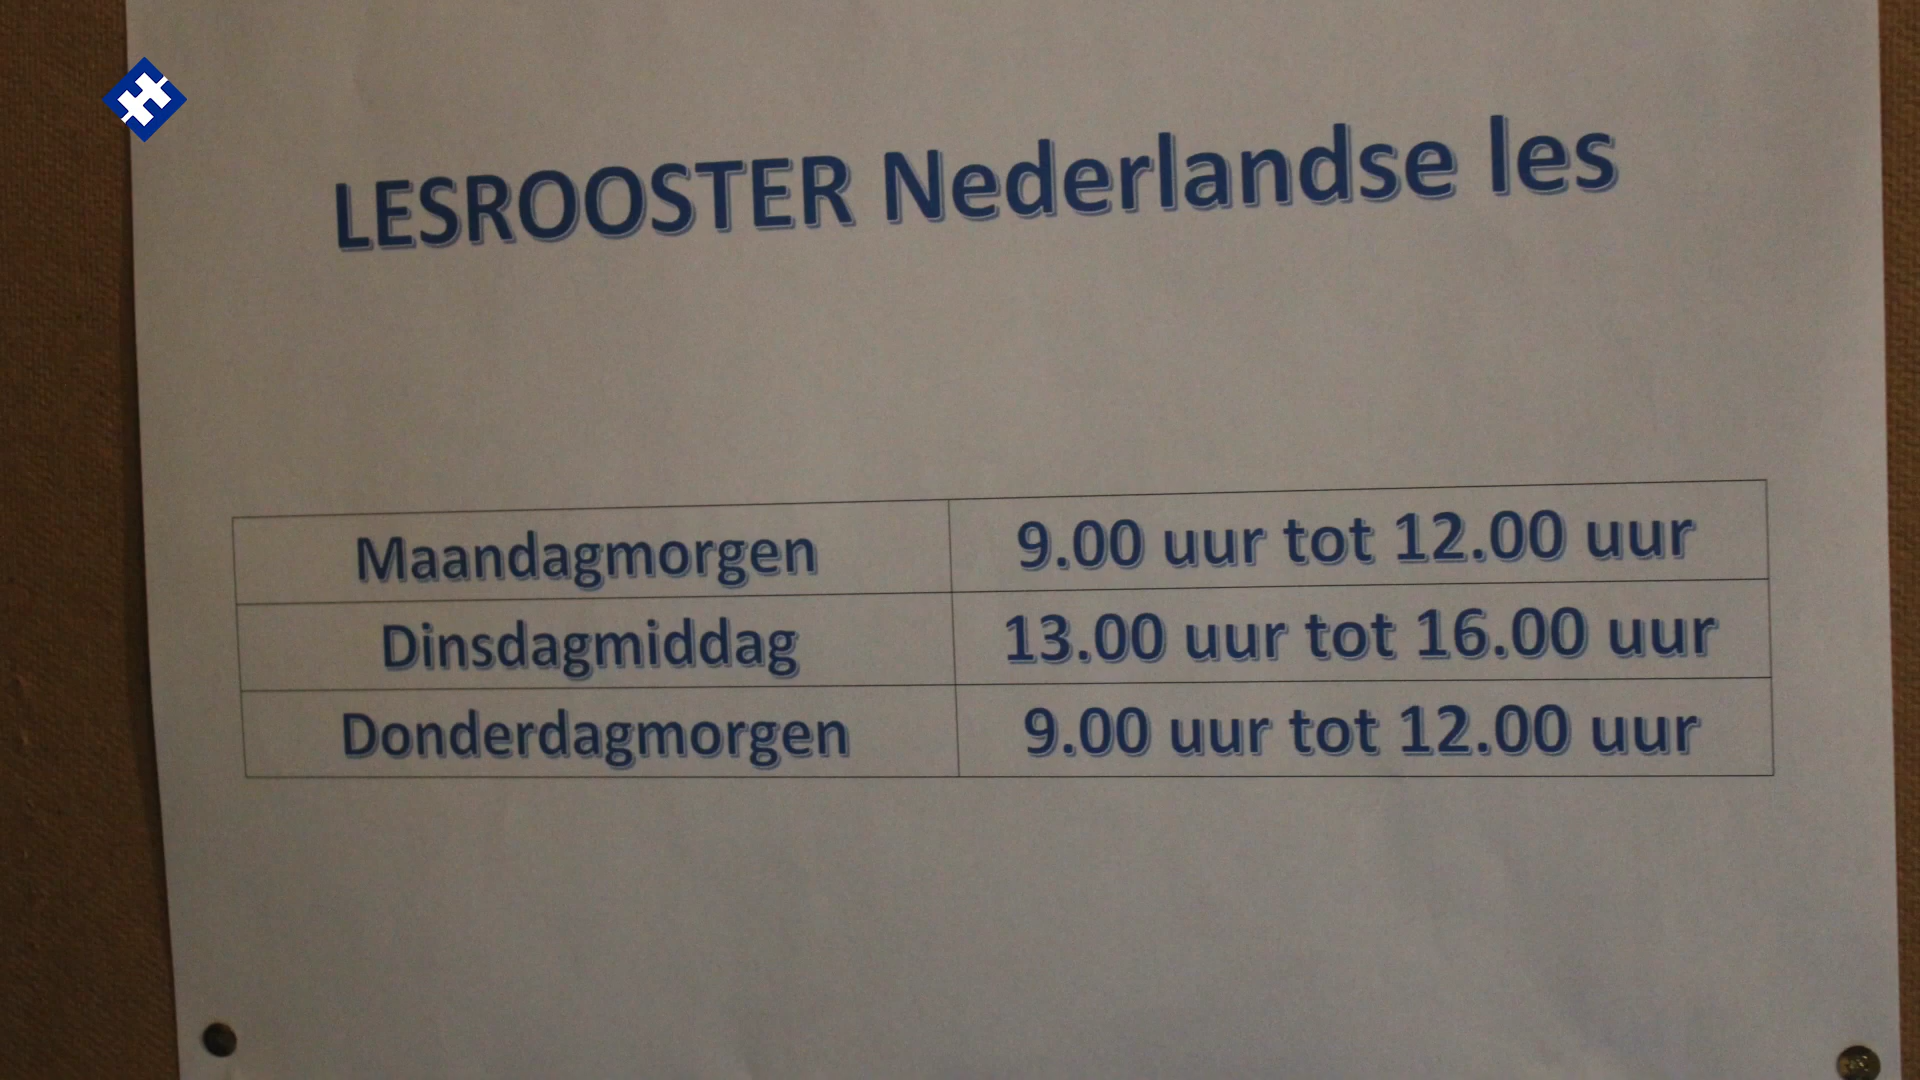 LESROOSTER Nederlandse les
Maandagmorgen 9.00 uur tot 12.00 uur
Dinsdagmiddag 13.00 uur tot 16.00 uur
Donderdagmorgen 9.00 uur tot 12.00 uur